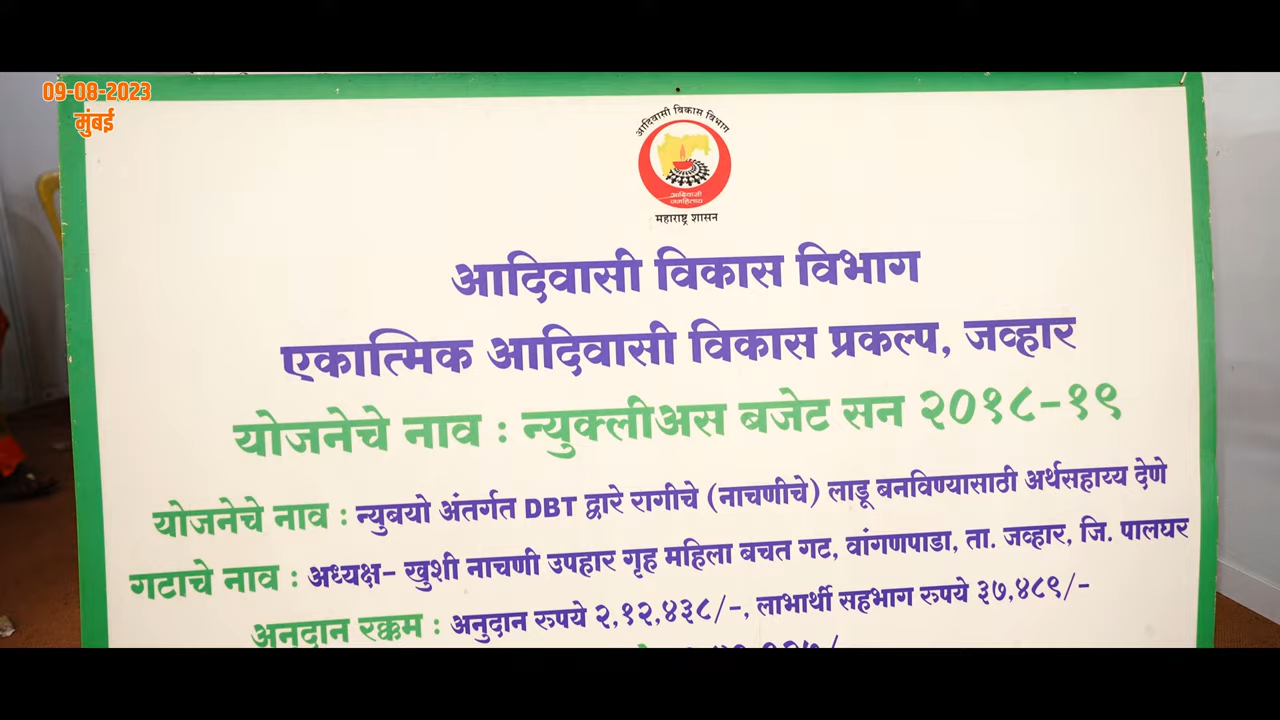 09-08-2023
मुंबई
आदिवासी विकास विभाग
आदिवासी
जनहिताय
महाराष्ट्र शासन
आदिवासी विकास विभाग
एकात्मिक आदिवासी विकास प्रकल्प, जव्हार
योजनेचे नाव : न्युक्लीअस बजेट सन २०१८-१९
योजनेचे नाव : न्युबयो अंतर्गत DBT द्वारे रागीचे (नाचणीचे) लाडू बनविण्यासाठी अर्थसहाय्य देणे
गटाचे नाव : अध्यक्ष- खुशी नाचणी उपहार गृह महिला बचत गट, वांगणपाडा, ता. जव्हार, जि. पालघर
अनुदान रक्कम : अनुदान रुपये २,१२,४३८/-, लाभार्थी सहभाग रुपये ३७,४८९/-